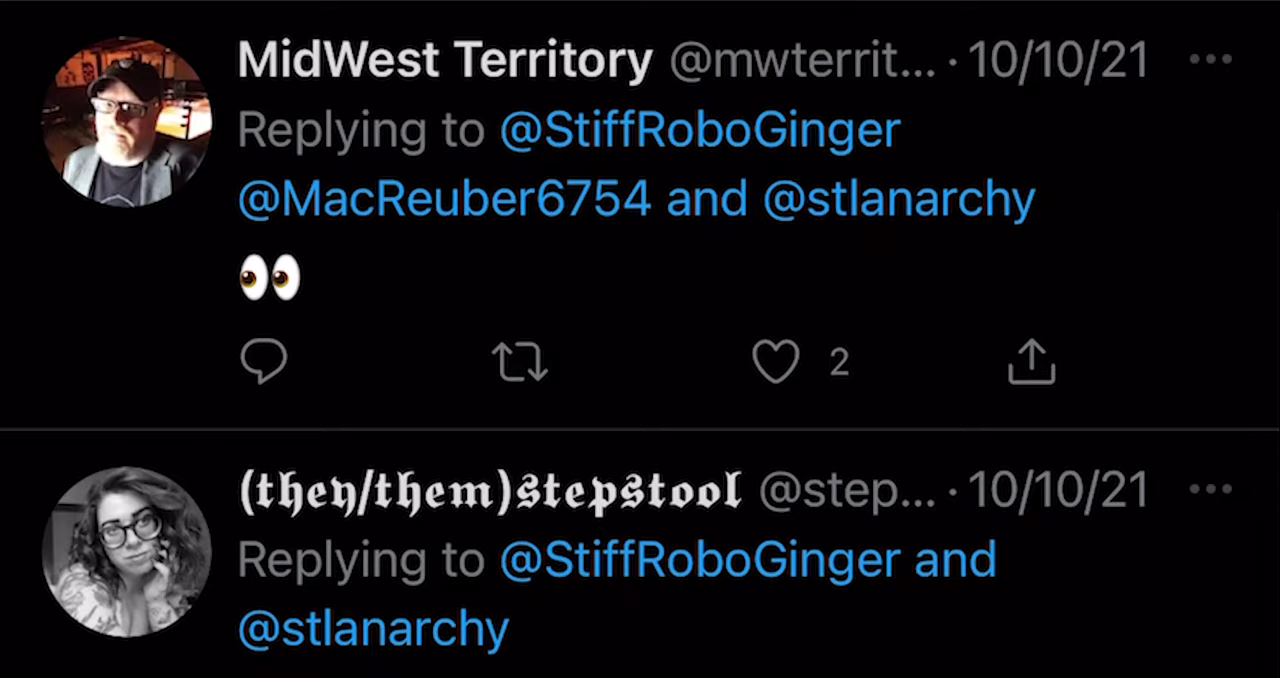 MidWest Territory @mwterrit... · 10/10/21
Replying to @StiffRoboGinger
@MacReuber6754 and @stlanarchy
👀
2
(𝖙𝖍𝖊𝖞/𝖙𝖍𝖊𝖒)𝖘𝖙𝖊𝖕𝖘𝖙𝖔𝖔𝖑 @step... · 10/10/21
Replying to @StiffRoboGinger and
@stlanarchy